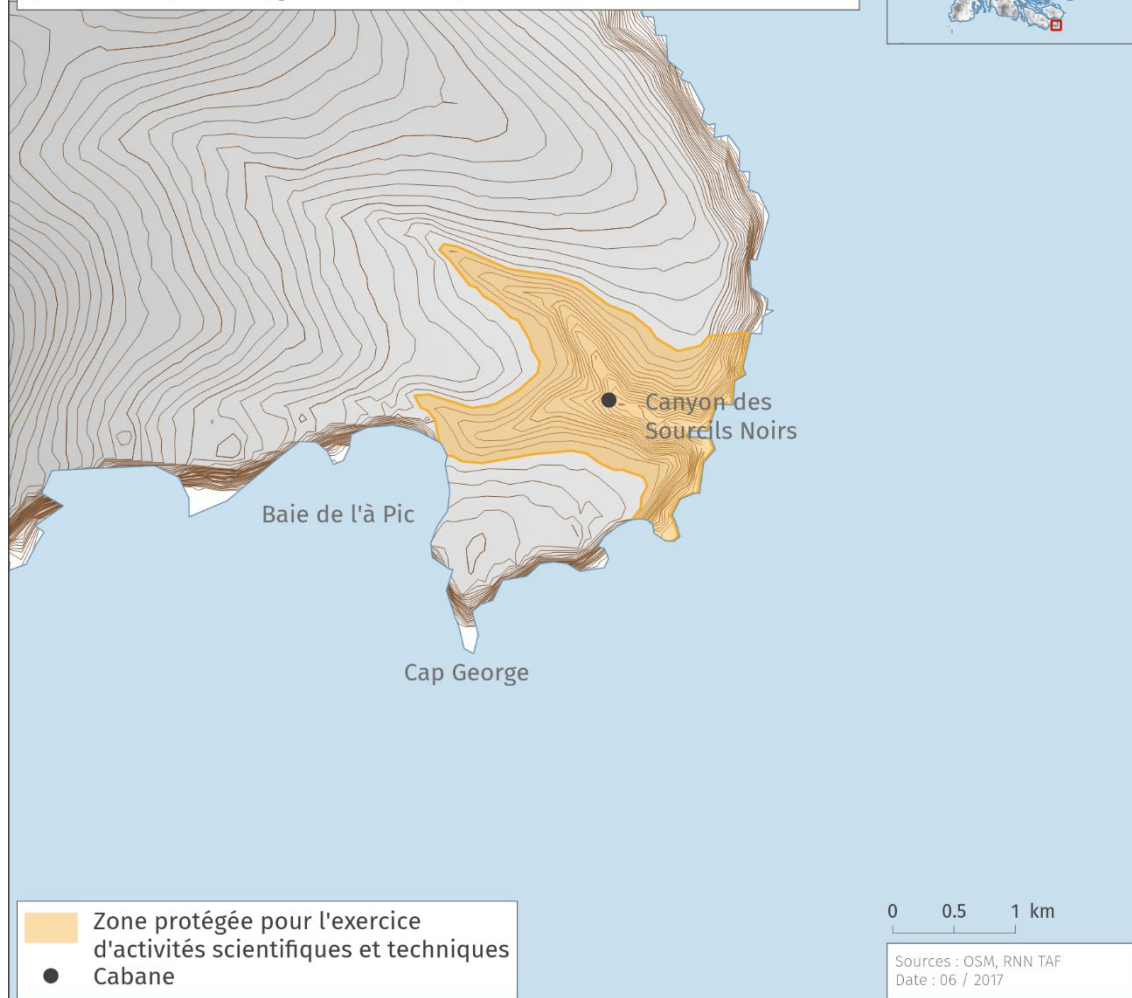 Canyon des
Sourcils Noirs
Baie de l'à Pic
Cap George
Zone protégée pour l'exercice
d'activités scientifiques et techniques
Cabane
0 0.5 1 km
Sources : OSM, RNN TAF
Date : 06 / 2017